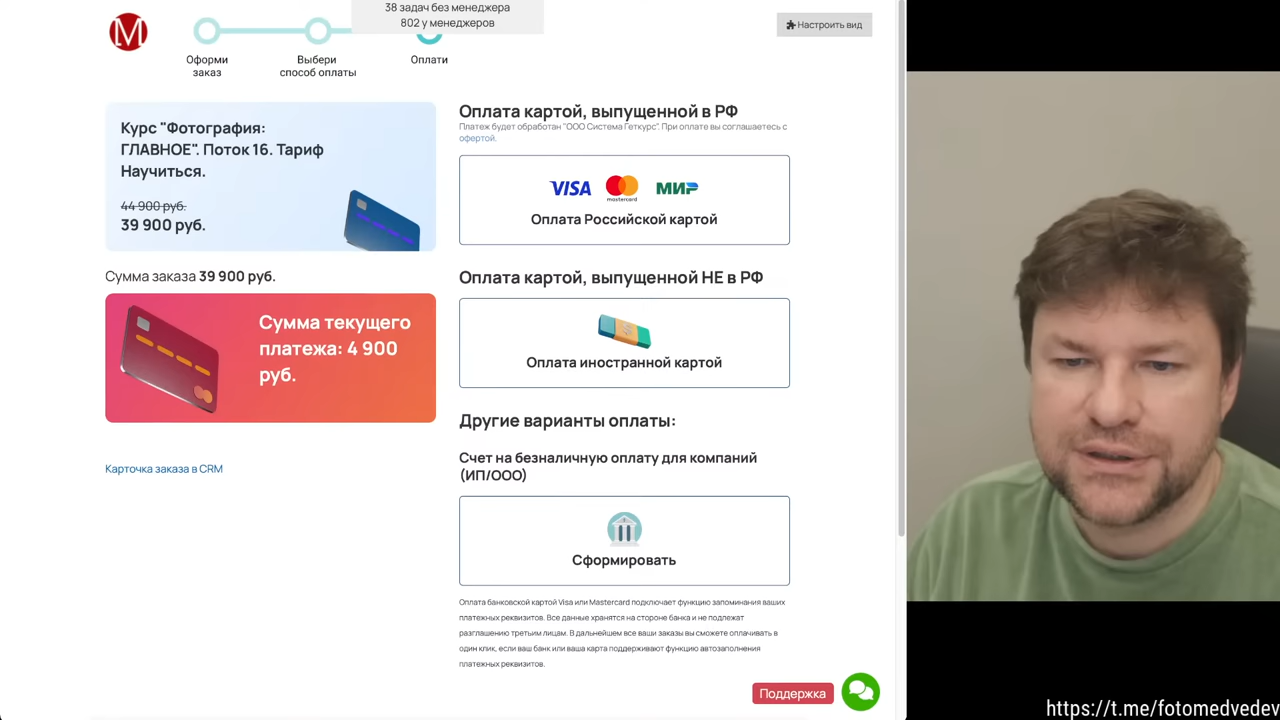 38 задач без менеджера
802 у менеджеров
Настроить вид
М
Оформи
заказ
Выбери
способ оплаты
Оплати
Курс "Фотография:
ГЛАВНОЕ". Поток 16. Тариф
Научиться.
44 900 руб.
39 900 руб.
Сумма заказа 39 900 руб.
Сумма текущего
платежа: 4 900
руб.
Карточка заказа в CRM
Оплата картой, выпущенной в РФ
Платеж будет обработан "ООО Система Геткурс". При оплате вы соглашаетесь с
офертой.
VISA mastercard МИР
Оплата Российской картой
Оплата картой, выпущенной НЕ в РФ
Оплата иностранной картой
Другие варианты оплаты:
Счет на безналичную оплату для компаний
(ИП/ООО)
Сформировать
Оплата банковской картой Visa или Mastercard подключает функцию запоминания ваших
платежных реквизитов. Все данные хранятся на стороне банка и не подлежат
разглашению третьим лицам. В дальнейшем все ваши заказы вы сможете оплачивать в
один клик, если ваш банк или ваша карта поддерживают функцию автозаполнения
платежных реквизитов.
Поддержка
https://t.me/fotomedvedev